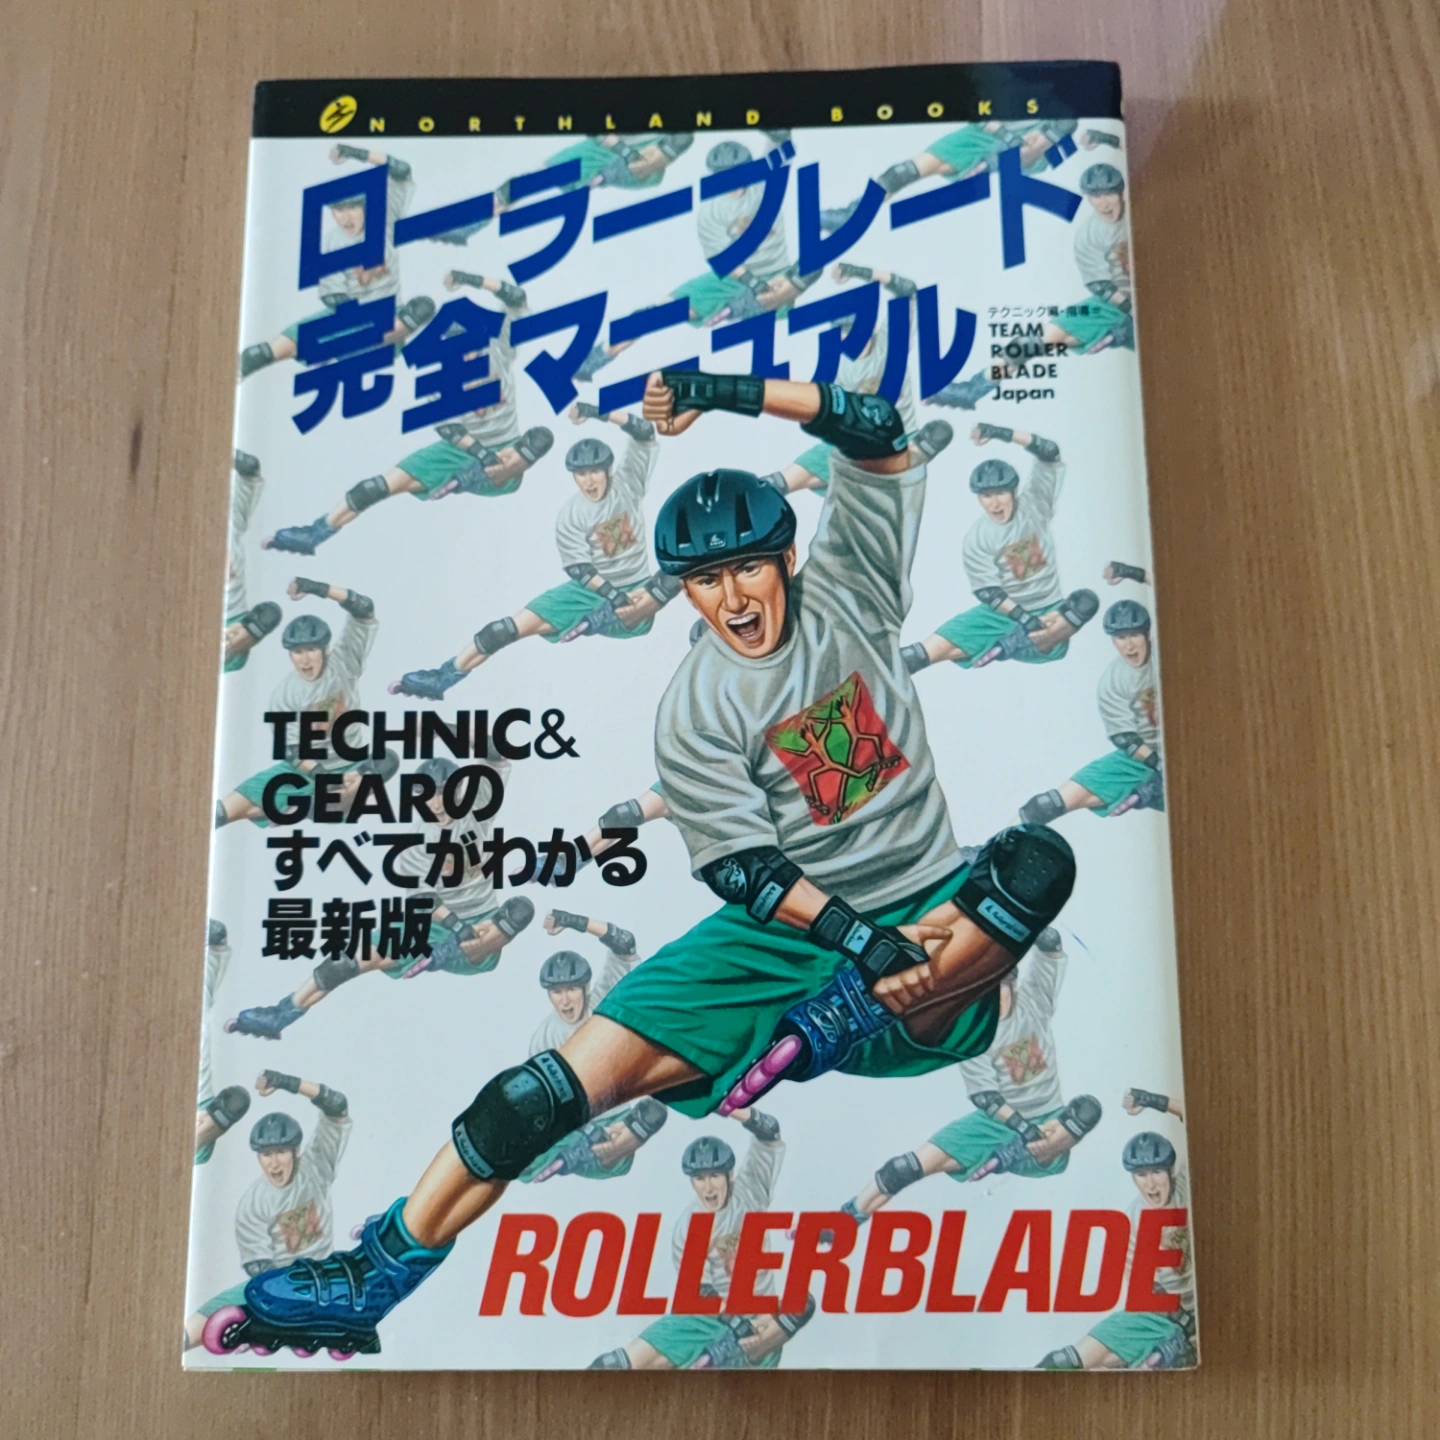 NORTHLAND BOOKS
ローラーブレード
完全マニュアル
テクニック編・指導=
TEAM
ROLLER
BLADE
Japan
TECHNIC&
GEARの
すべてがわかる
最新版
ROLLERBLADE